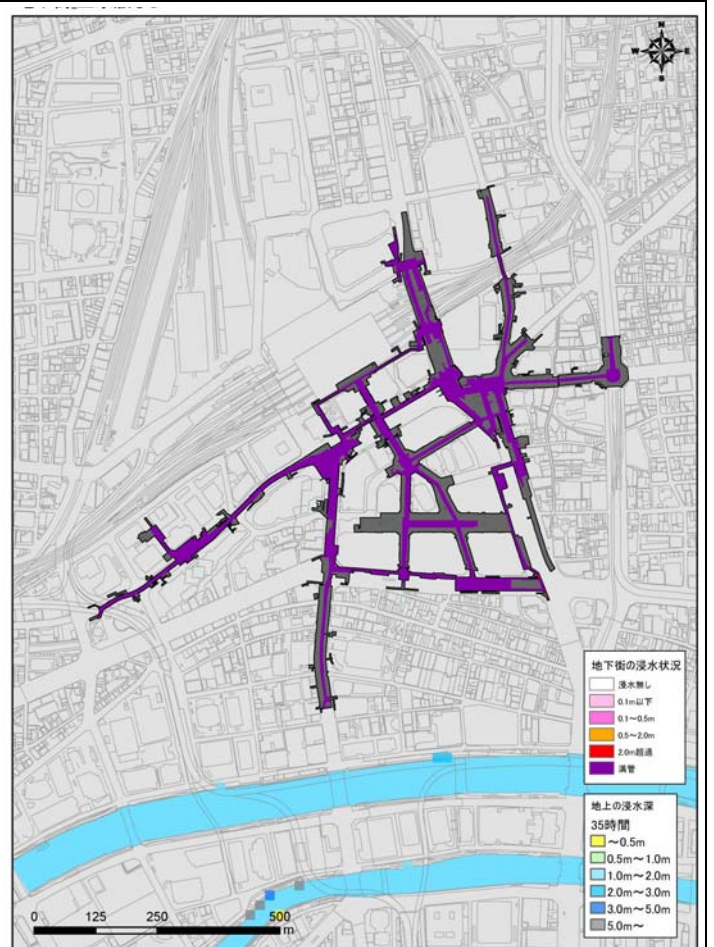 N
W E
S
地下街の浸水状況
浸水無し
0.1m以下
0.1～0.5m
0.5～2.0m
2.0m超過
満管
地上の浸水深
35時間
～0.5m
0.5m～1.0m
1.0m～2.0m
2.0m～3.0m
3.0m～5.0m
5.0m～
0 125 250 500
m